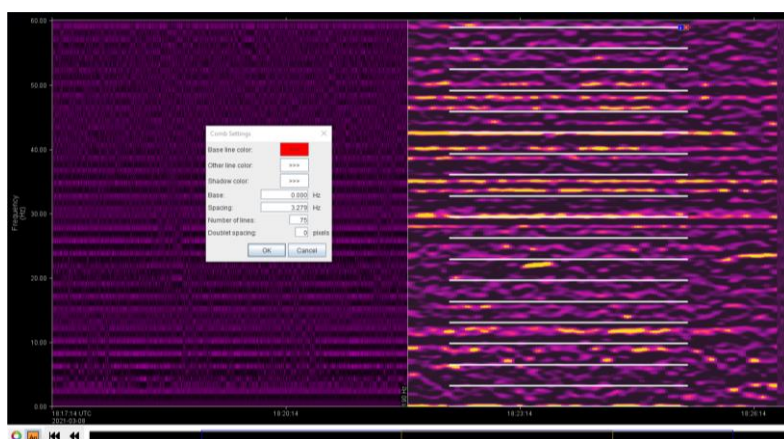 60.00
50.00
40.00
30.00
20.00
10.00
0.00
Frequency
(Hz)
Comb Settings
Base line color:
Other line color:
Shadow color:
Base: 0.000 Hz
Spacing: 3.279 Hz
Number of lines: 75
Doublet spacing: 0 pixels
OK Cancel
18:17:14 UTC
2021-03-09
18:20:14
18:23:14
18:26:14